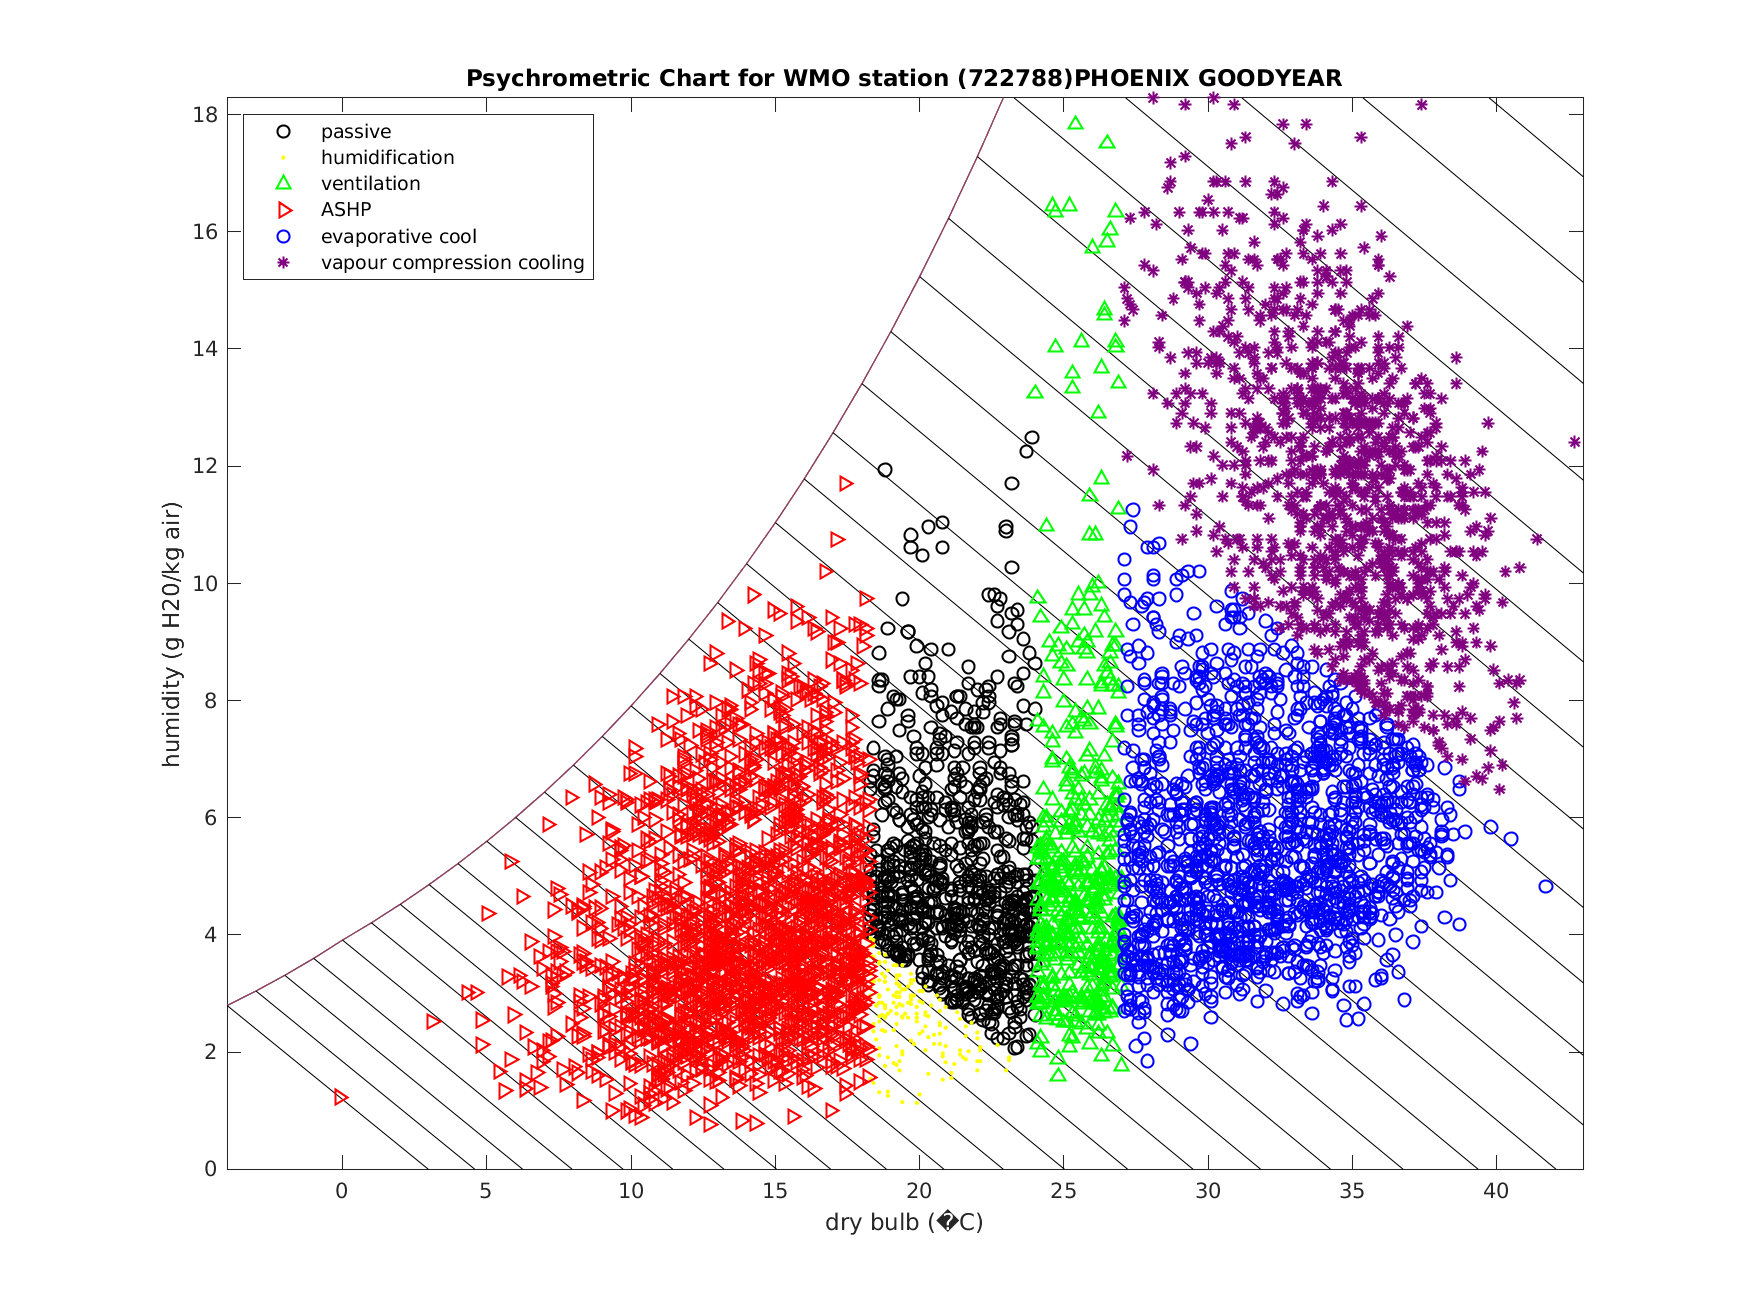 Psychrometric Chart for WMO station (722788)PHOENIX GOODYEAR
passive
humidification
ventilation
ASHP
evaporative cool
vapour compression cooling
18
16
14
12
10
8
6
4
2
0
humidity (g H20/kg air)
0 5 10 15 20 25 30 35 40
dry bulb (�C)